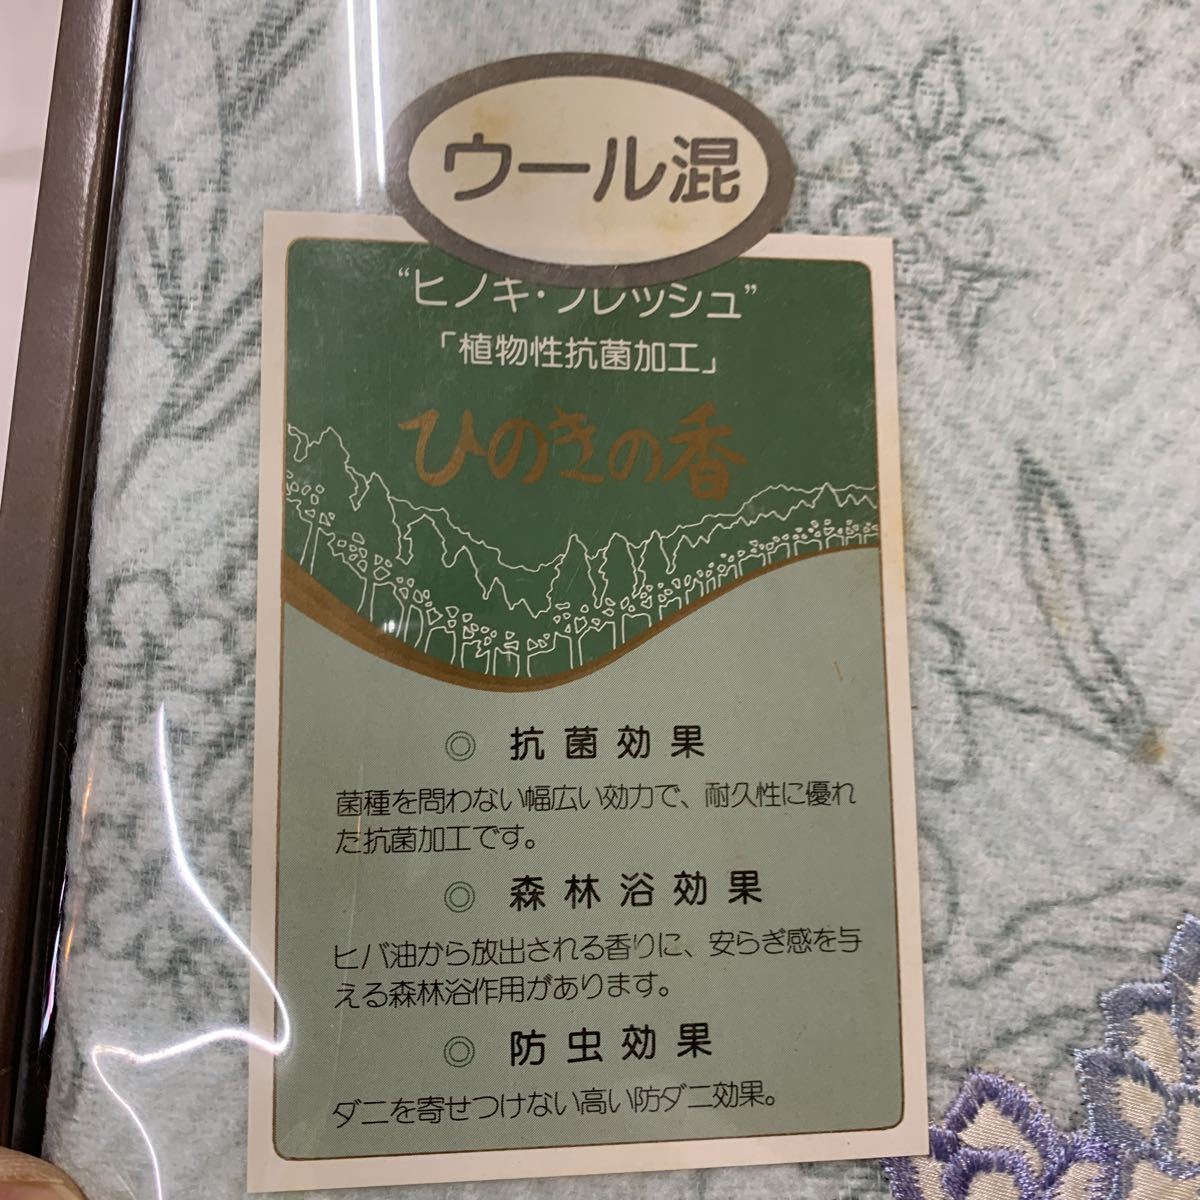 ウール混
“ヒノキ・フレッシュ”
「植物性抗菌加工」
ひのきの香
◎ 抗菌効果
菌種を問わない幅広い効力で、耐久性に優れ
た抗菌加工です。
◎ 森林浴効果
ヒバ油から放出される香りに、安らぎ感を与
える森林浴作用があります。
◎ 防虫効果
ダニを寄せつけない高い防ダニ効果。